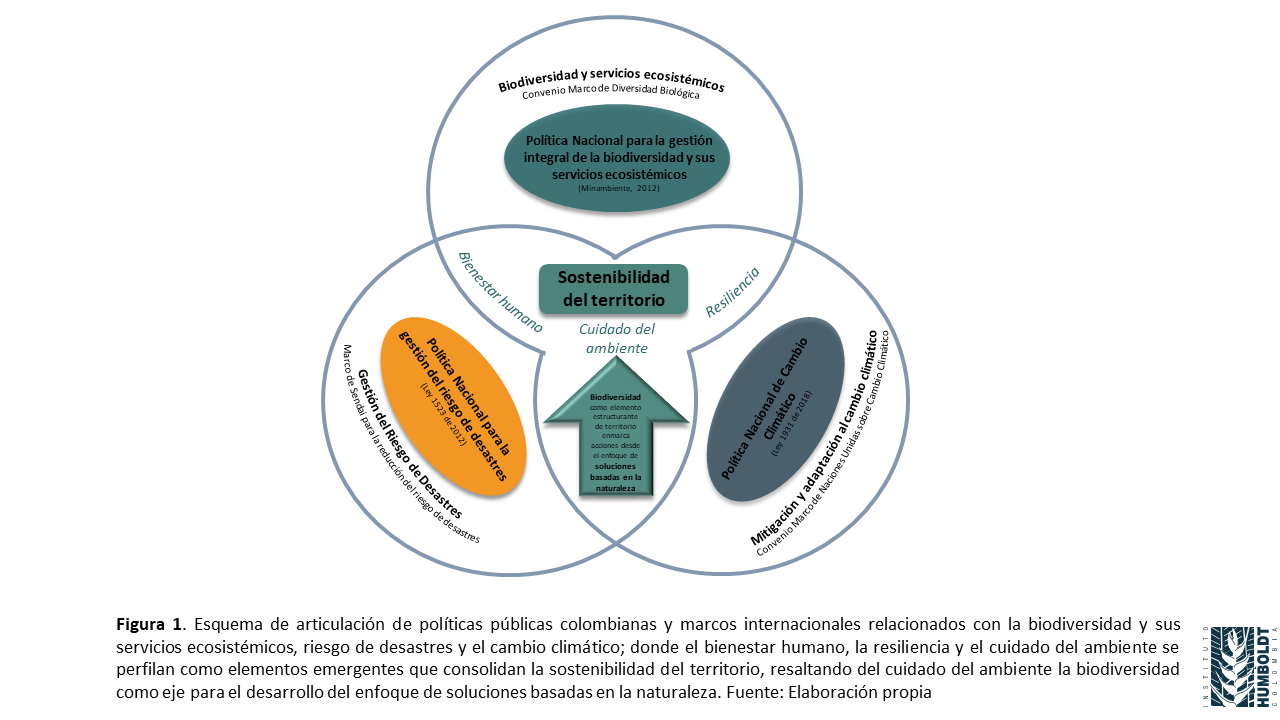 Biodiversidad y servicios ecosistémicos
Convenio Marco de Diversidad Biológica
Política Nacional para la gestión
integral de la biodiversidad y sus
servicios ecosistémicos
(Minambiente, 2012)
Bienestar humano
Sostenibilidad
del territorio
Resiliencia
Cuidado del
ambiente
Política Nacional para la
gestión del riesgo de desastres
(Ley 1523 de 2012)
Gestión del Riesgo de Desastres
Marco de Sendai para la reducción del riesgo de desastres
Biodiversidad
como elemento
estructurante
de territorio
enmarca
acciones desde
el enfoque de
soluciones
basadas en la
naturaleza
Política Nacional de Cambio
Climático
(Ley 1931 de 2018)
Mitigación y adaptación al cambio climático
Convenio Marco de Naciones Unidas sobre Cambio Climático
Figura 1. Esquema de articulación de políticas públicas colombianas y marcos internacionales relacionados con la biodiversidad y sus
servicios ecosistémicos, riesgo de desastres y el cambio climático; donde el bienestar humano, la resiliencia y el cuidado del ambiente se
perfilan como elementos emergentes que consolidan la sostenibilidad del territorio, resaltando del cuidado del ambiente la biodiversidad
como eje para el desarrollo del enfoque de soluciones basadas en la naturaleza. Fuente: Elaboración propia
INSTITUTO
HUMBOLDT
COLOMBIA